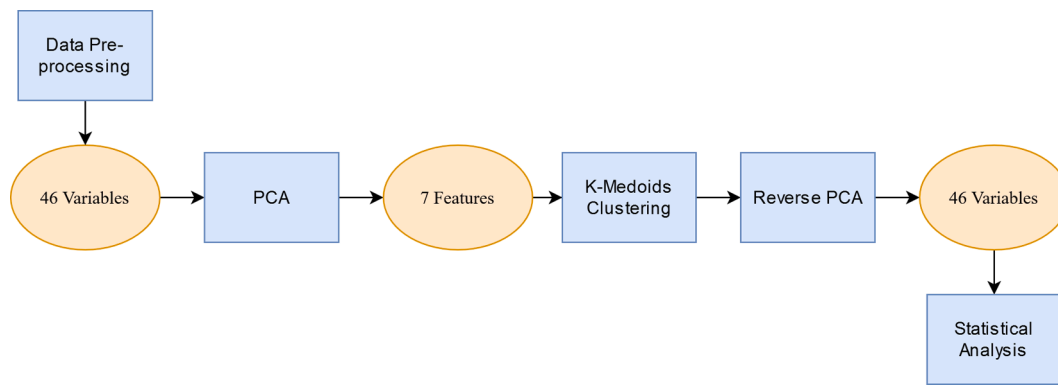 Data Pre-
processing
46 Variables
PCA
7 Features
K-Medoids
Clustering
Reverse PCA
46 Variables
Statistical
Analysis